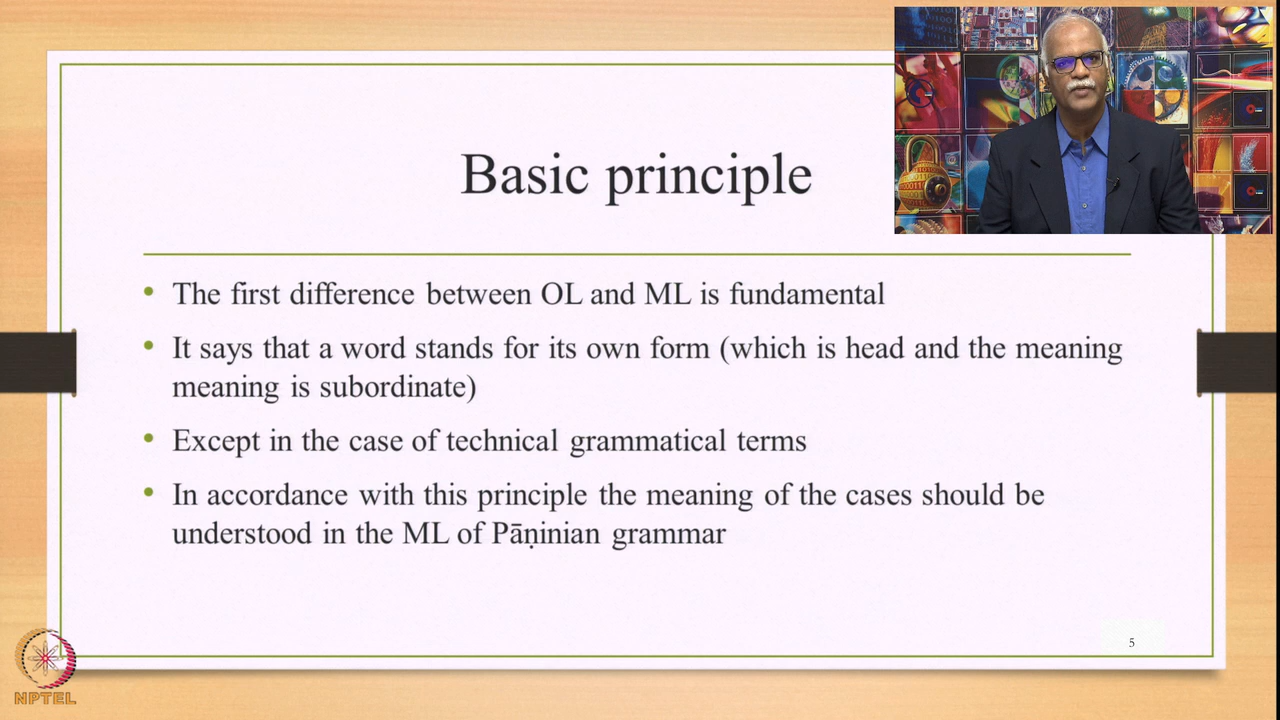 Basic principle
• The first difference between OL and ML is fundamental
• It says that a word stands for its own form (which is head and the meaning
meaning is subordinate)
• Except in the case of technical grammatical terms
• In accordance with this principle the meaning of the cases should be
understood in the ML of Pāṇinian grammar
5
NPTEL